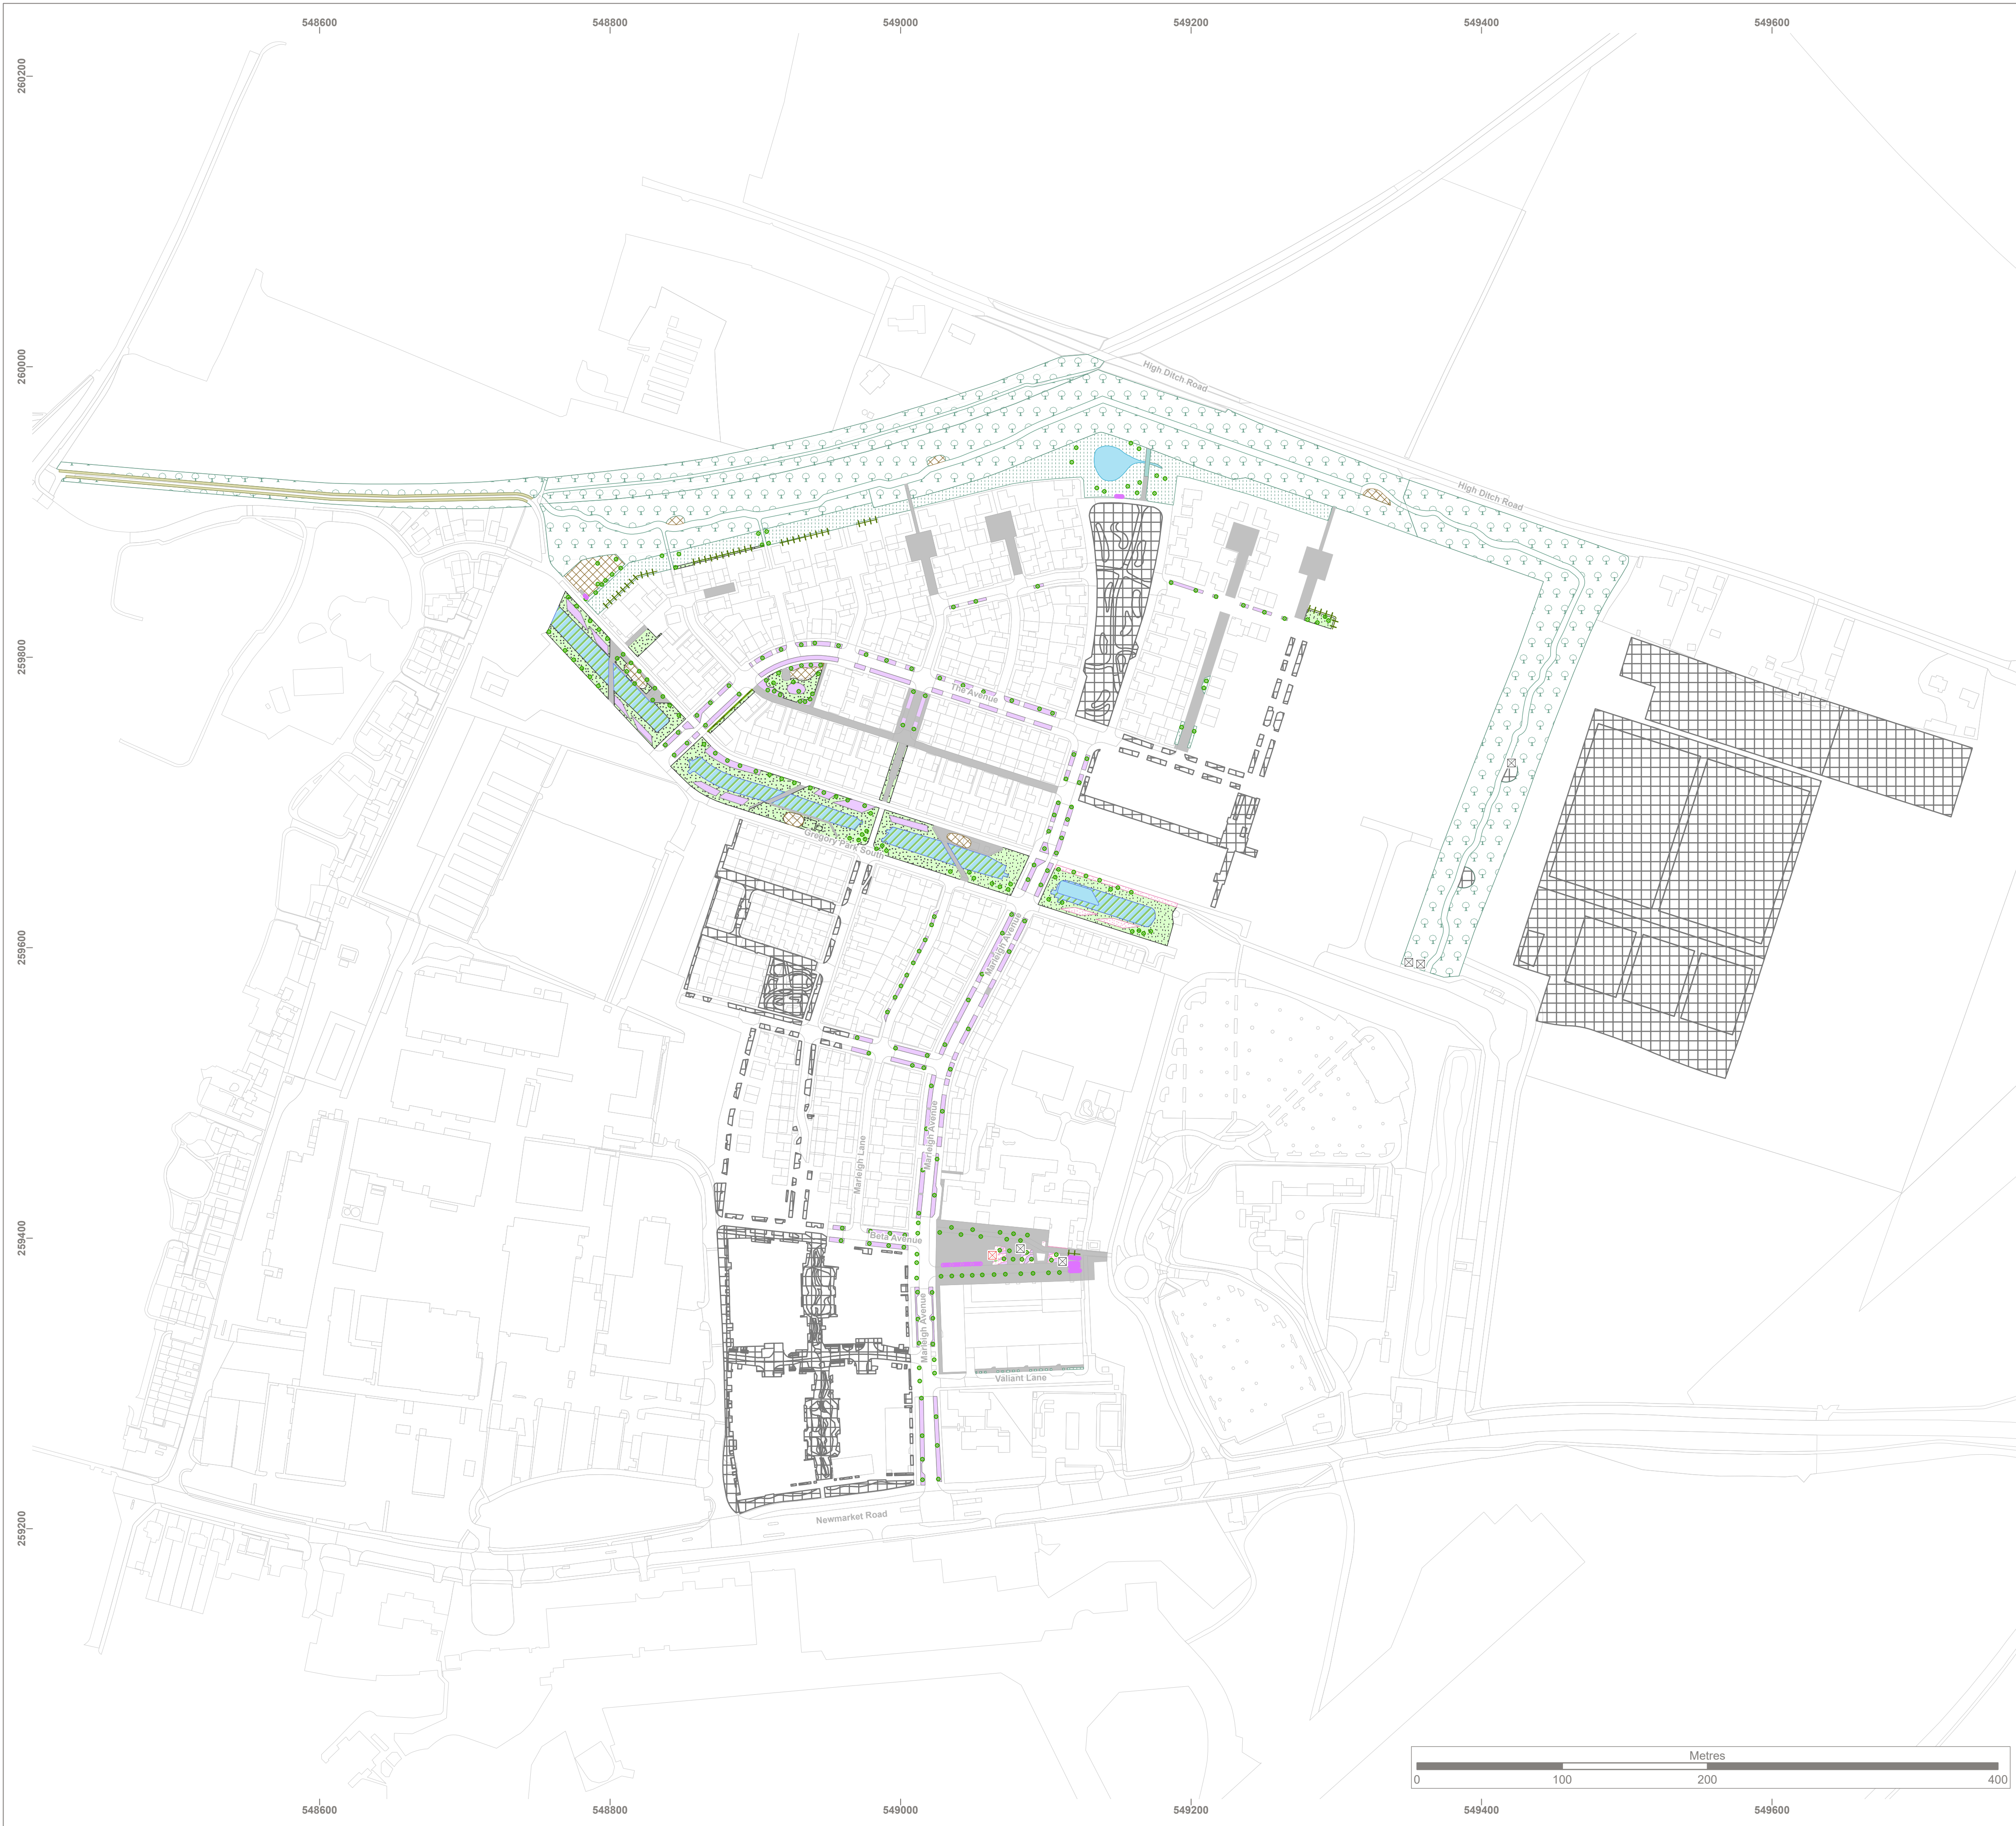 548600
548800
549000
549200
549400
549600
260200
260000
High Ditch Road
High Ditch Road
259800
The Avenue
Gregory Park South
259600
Marleigh Avenue
Marleigh Avenue
Marleigh Lane
259400
Beta Avenue
Marleigh Avenue
Valiant Lane
259200
Newmarket Road
Metres
0
100
200
400
548600
548800
549000
549200
549400
549600